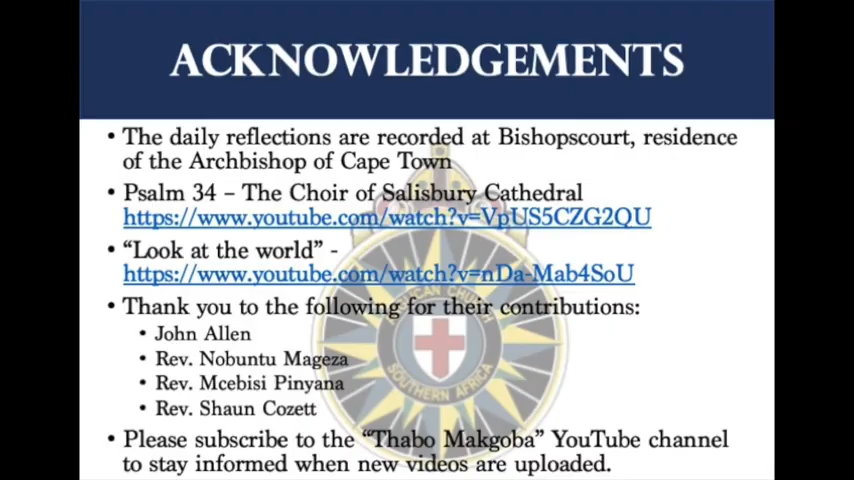 ACKNOWLEDGEMENTS
• The daily reflections are recorded at Bishopscourt, residence
of the Archbishop of Cape Town
• Psalm 34 – The Choir of Salisbury Cathedral
https://www.youtube.com/watch?v=VpUS5CZG2QU
• “Look at the world” -
https://www.youtube.com/watch?v=nDa-Mab4SoU
• Thank you to the following for their contributions:
• John Allen
• Rev. Nobuntu Mageza
• Rev. Mcebisi Pinyana
• Rev. Shaun Cozett
• Please subscribe to the “Thabo Makgoba” YouTube channel
to stay informed when new videos are uploaded.
CHURCH
SOUTHERN AFRICA